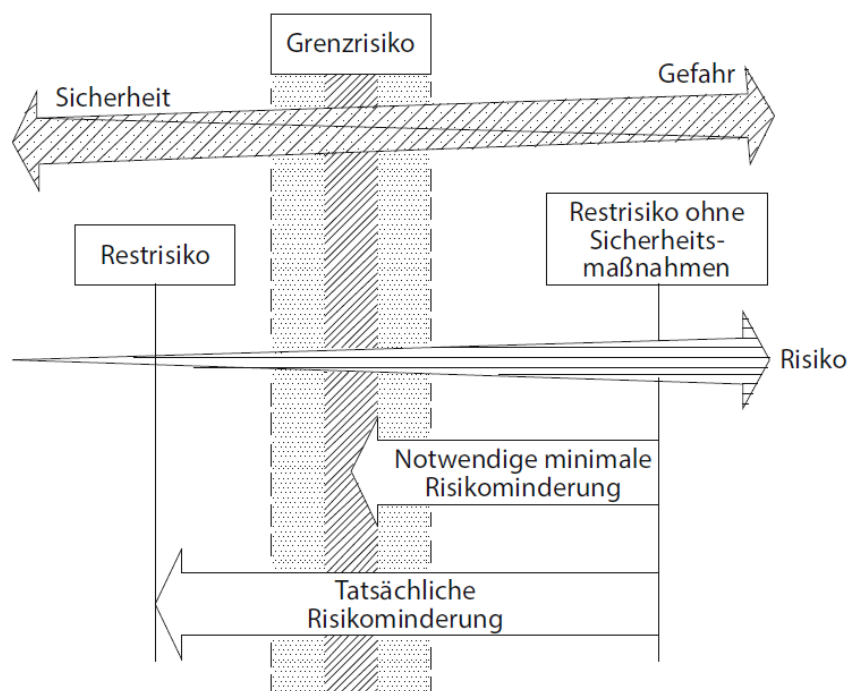 Grenzrisiko
Gefahr
Sicherheit
Restrisiko ohne
Sicherheits-
maßnahmen
Restrisiko
Risiko
Notwendige minimale
Risikominderung
Tatsächliche
Risikominderung